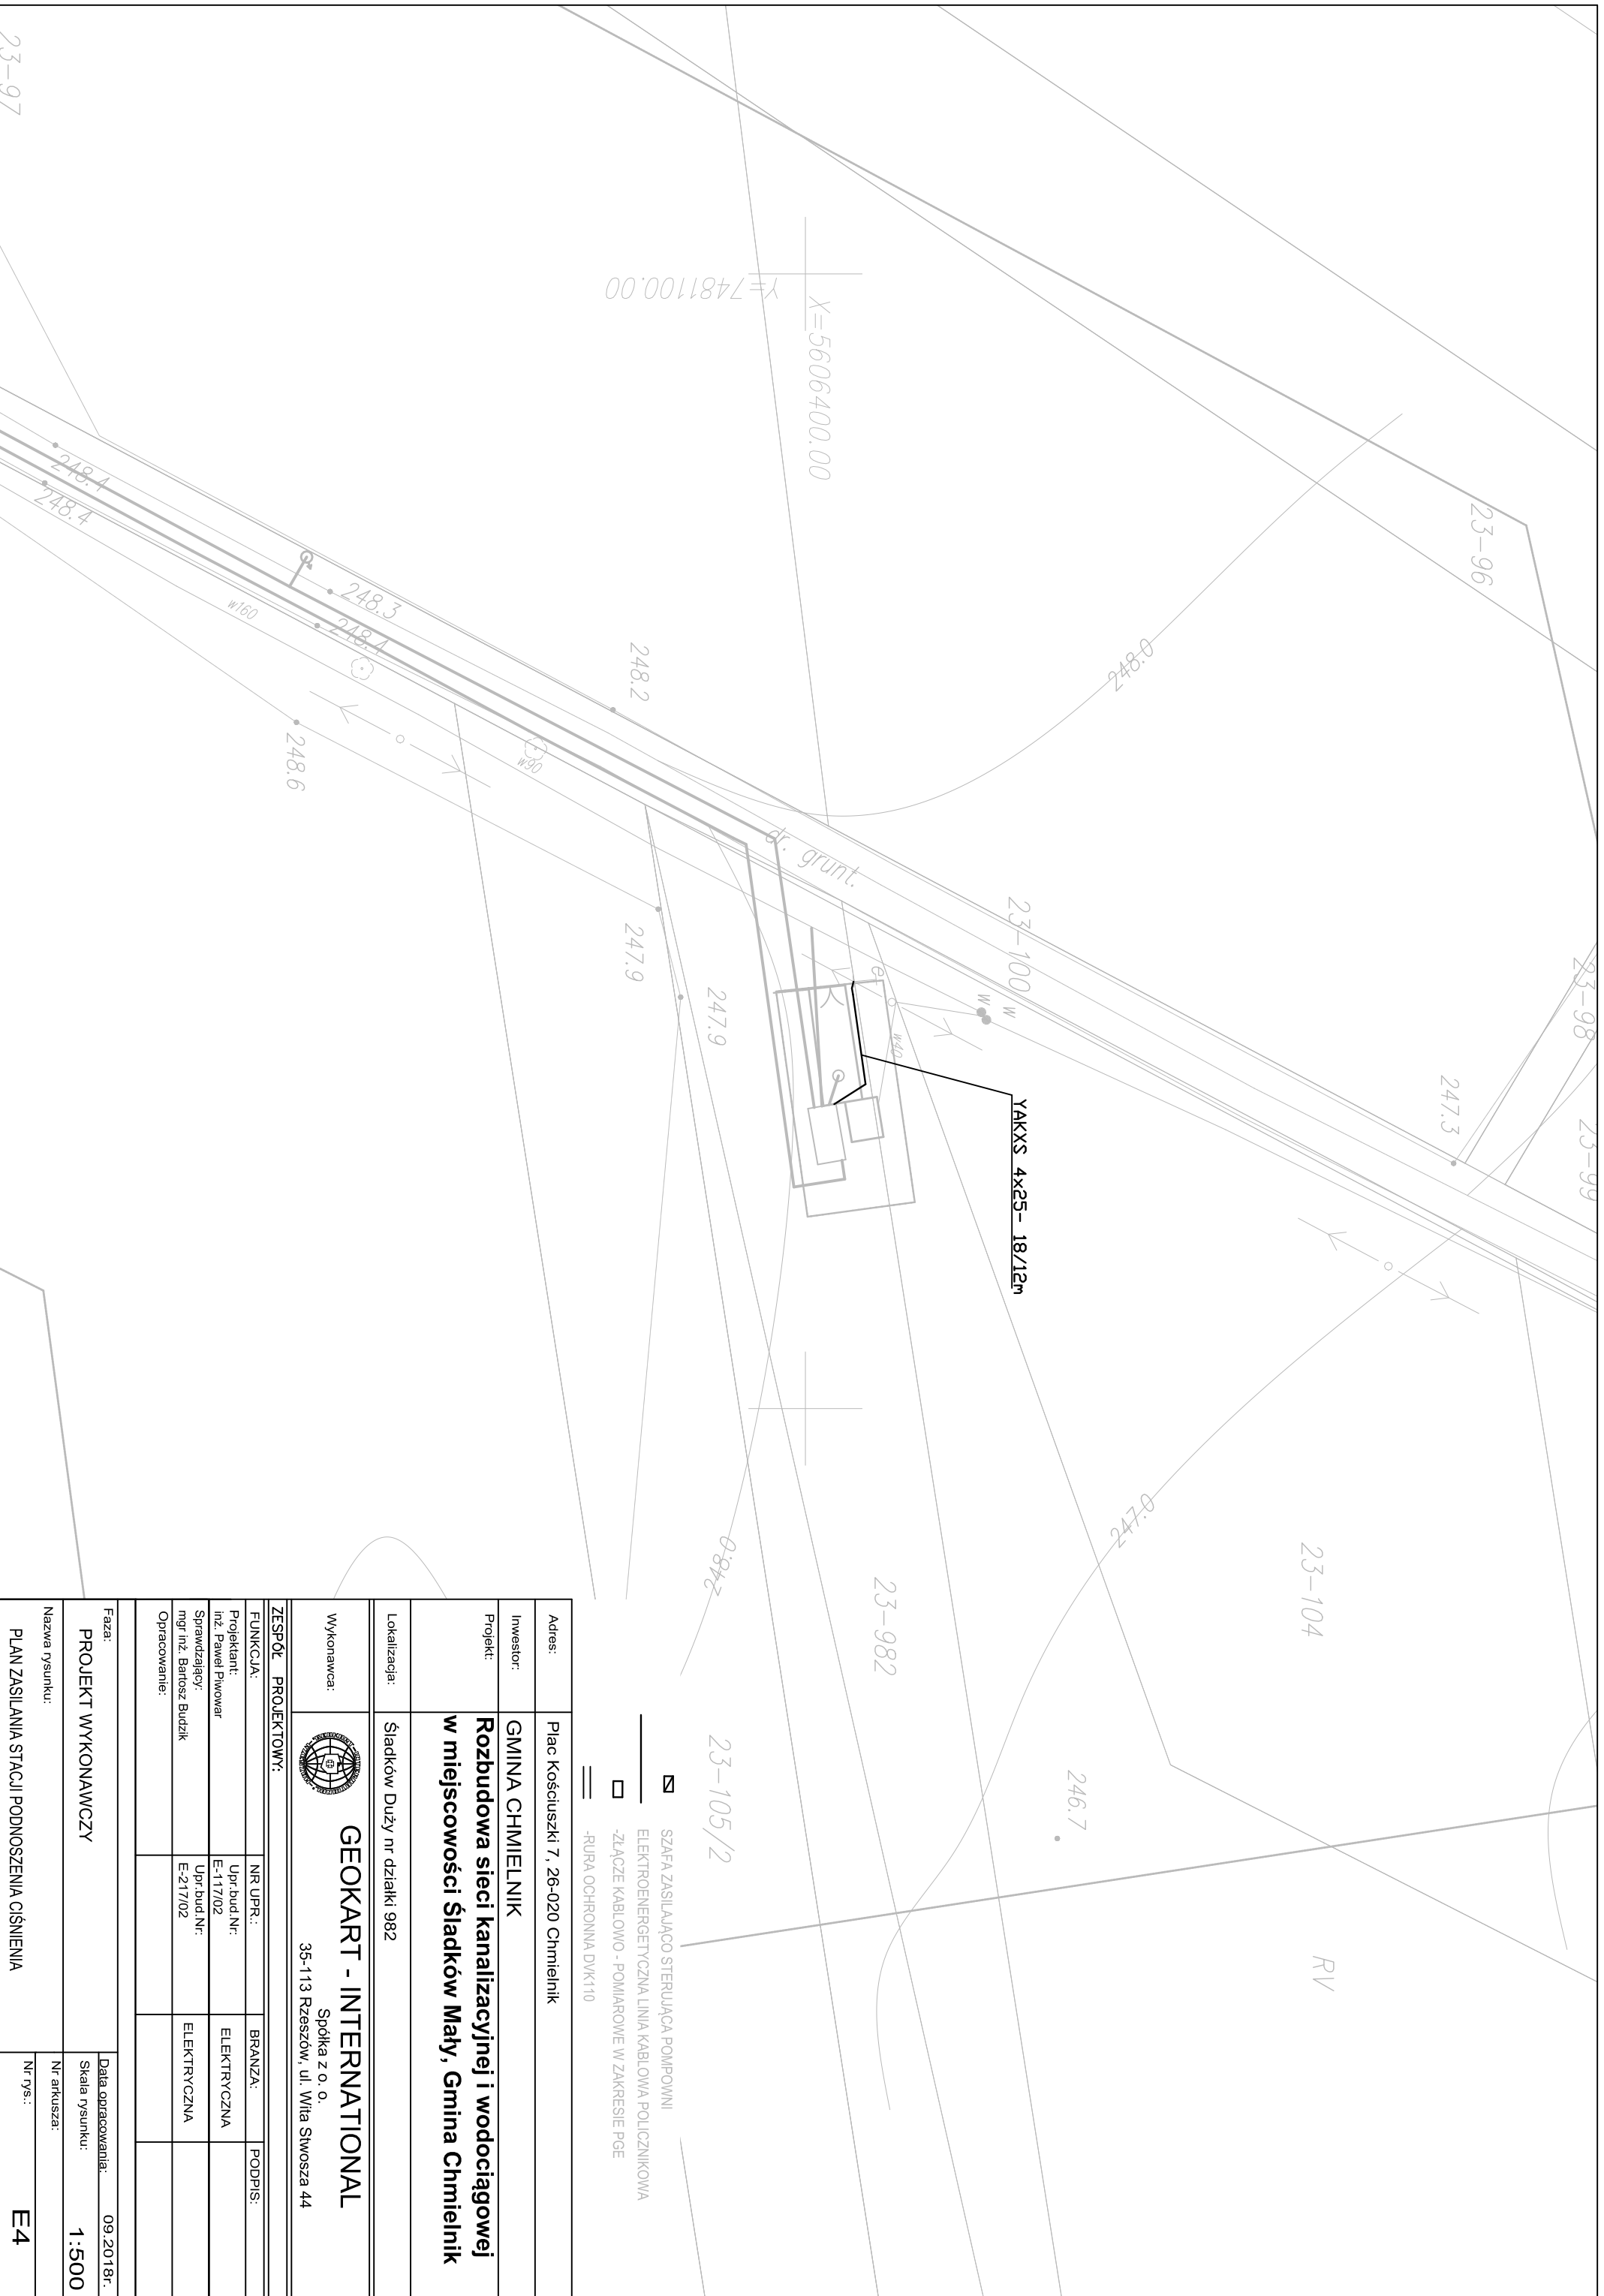 23-97
Y=7481100.00
X=5606400.00
248.4
248.4
248.3
248.4
w160
248.2
248.6
w90
248.0
23-96
dr. grunt.
247.9
247.9
23-100
e
w
w
w40
23-98
23-99
247.3
YAKXS 4x25- 18/12m
247.0
248.0
23-104
23-982
23-105/2
246.7
RV
SZAFA ZASILAJĄCO STERUJĄCA POMPOWNI
ELEKTROENERGETYCZNA LINIA KABLOWA POLICZNIKOWA
-ZŁĄCZE KABLOWO - POMIAROWE W ZAKRESIE PGE
-RURA OCHRONNA DVK110
Adres: Plac Kościuszki 7, 26-020 Chmielnik
Inwestor: GMINA CHMIELNIK
Projekt: Rozbudowa sieci kanalizacyjnej i wodociągowej
w miejscowości Śladków Mały, Gmina Chmielnik
Lokalizacja: Śladków Duży nr działki 982
Wykonawca: GEOKART - INTERNATIONAL
Spółka z o. o.
35-113 Rzeszów, ul. Wita Stwosza 44
ZESPÓŁ PROJEKTOWY:
FUNKCJA: NR UPR.: BRANZA: PODPIS:
Projektant:
inż. Paweł Piwowar
Upr.bud.Nr:
E-117/02
ELEKTRYCZNA
Sprawdzający:
mgr inż. Bartosz Budzik
Upr.bud.Nr:
E-217/02
ELEKTRYCZNA
Opracowanie:
Faza:
PROJEKT WYKONAWCZY
Data opracowania: 09.2018r.
Skala rysunku: 1:500
Nr arkusza:
Nazwa rysunku:
PLAN ZASILANIA STACJI PODNOSZENIA CIŚNIENIA
Nr rys.: E4